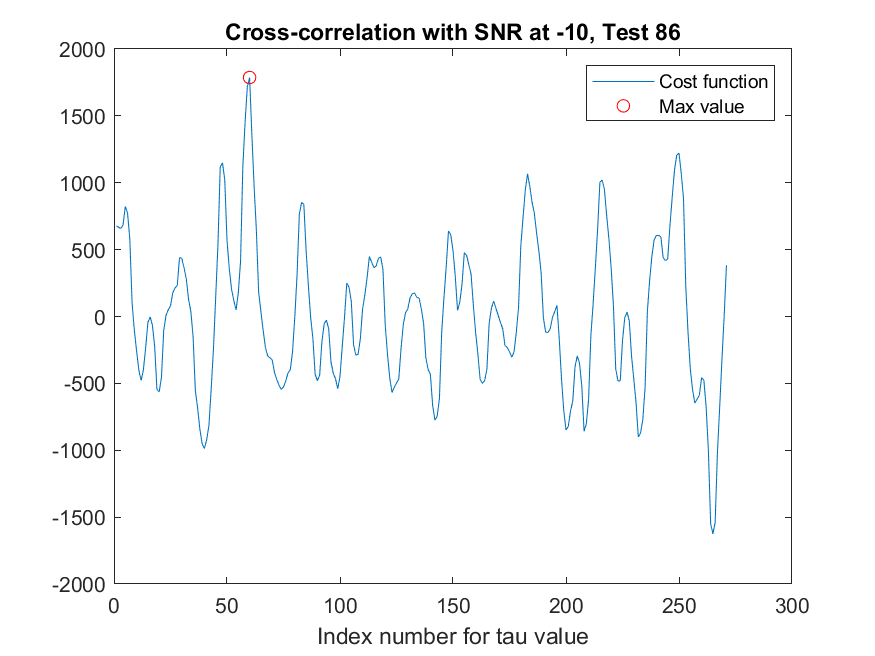 Cross-correlation with SNR at -10, Test 86
2000
1500
1000
500
0
-500
-1000
-1500
-2000
Cost function
Max value
0 50 100 150 200 250 300
Index number for tau value